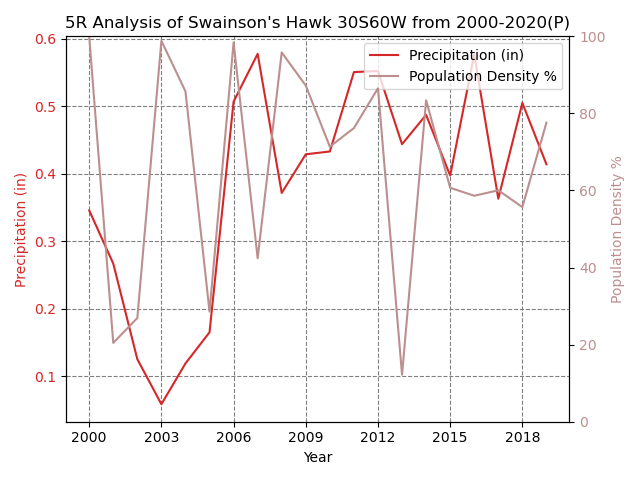 5R Analysis of Swainson's Hawk 30S60W from 2000-2020(P)
Precipitation (in)
Population Density %
0.6
0.5
0.4
0.3
0.2
0.1
Precipitation (in)
100
80
60
40
20
0
Population Density %
2000 2003 2006 2009 2012 2015 2018
Year